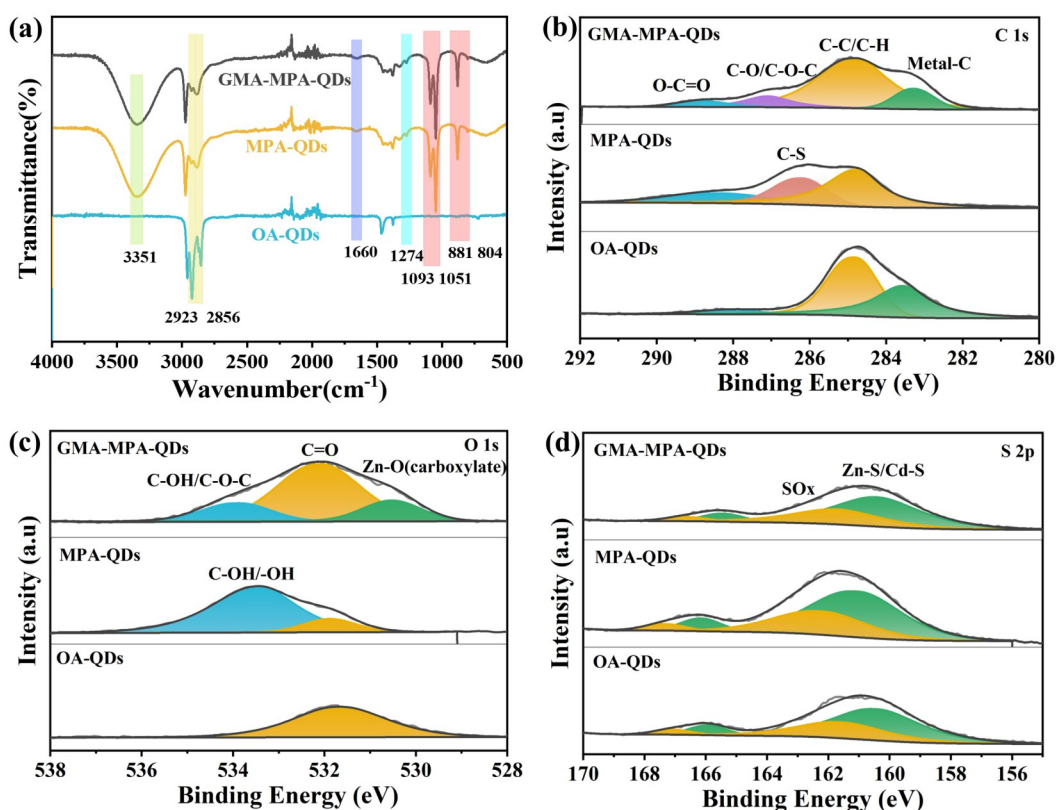 (a)
GMA-MPA-QDs
MPA-QDs
OA-QDs
3351
1660
1274
881 804
1093 1051
2923 2856
4000 3500 3000 2500 2000 1500 1000 500
Wavenumber(cm-1)
Transmittance(%)
(b)
GMA-MPA-QDs
C 1s
C-C/C-H
C-O/C-O-C
Metal-C
O-C=O
MPA-QDs
C-S
OA-QDs
292 290 288 286 284 282 280
Binding Energy (eV)
Intensity (a.u)
(c)
GMA-MPA-QDs
O 1s
C=O
C-OH/C-O-C
Zn-O(carboxylate)
MPA-QDs
C-OH/-OH
OA-QDs
538 536 534 532 530 528
Binding Energy (eV)
Intensity (a.u)
(d)
GMA-MPA-QDs
S 2p
Zn-S/Cd-S
SOx
MPA-QDs
OA-QDs
170 168 166 164 162 160 158 156
Binding Energy (eV)
Intensity (a.u)